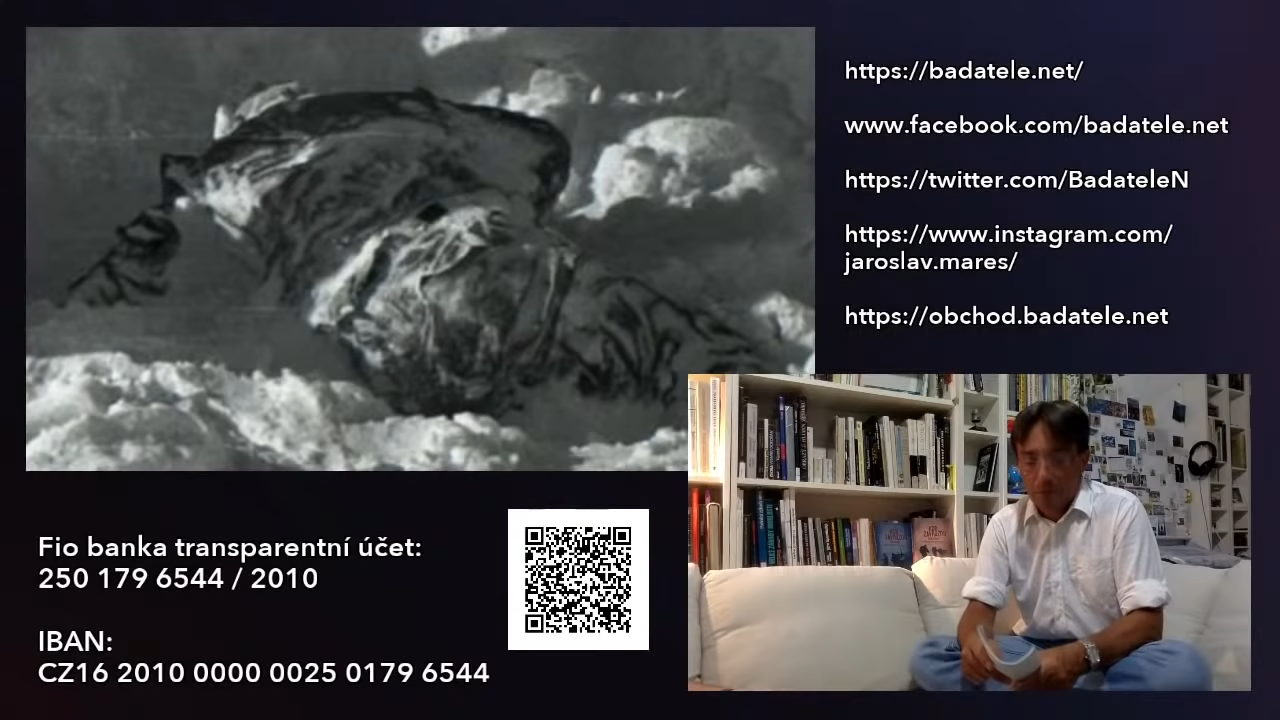 https://badatele.net/
www.facebook.com/badatele.net
https://twitter.com/BadateleN
https://www.instagram.com/
jaroslav.mares/
https://obchod.badatele.net
Fio banka transparentní účet:
250 179 6544 / 2010
IBAN:
CZ16 2010 0000 0025 0179 6544